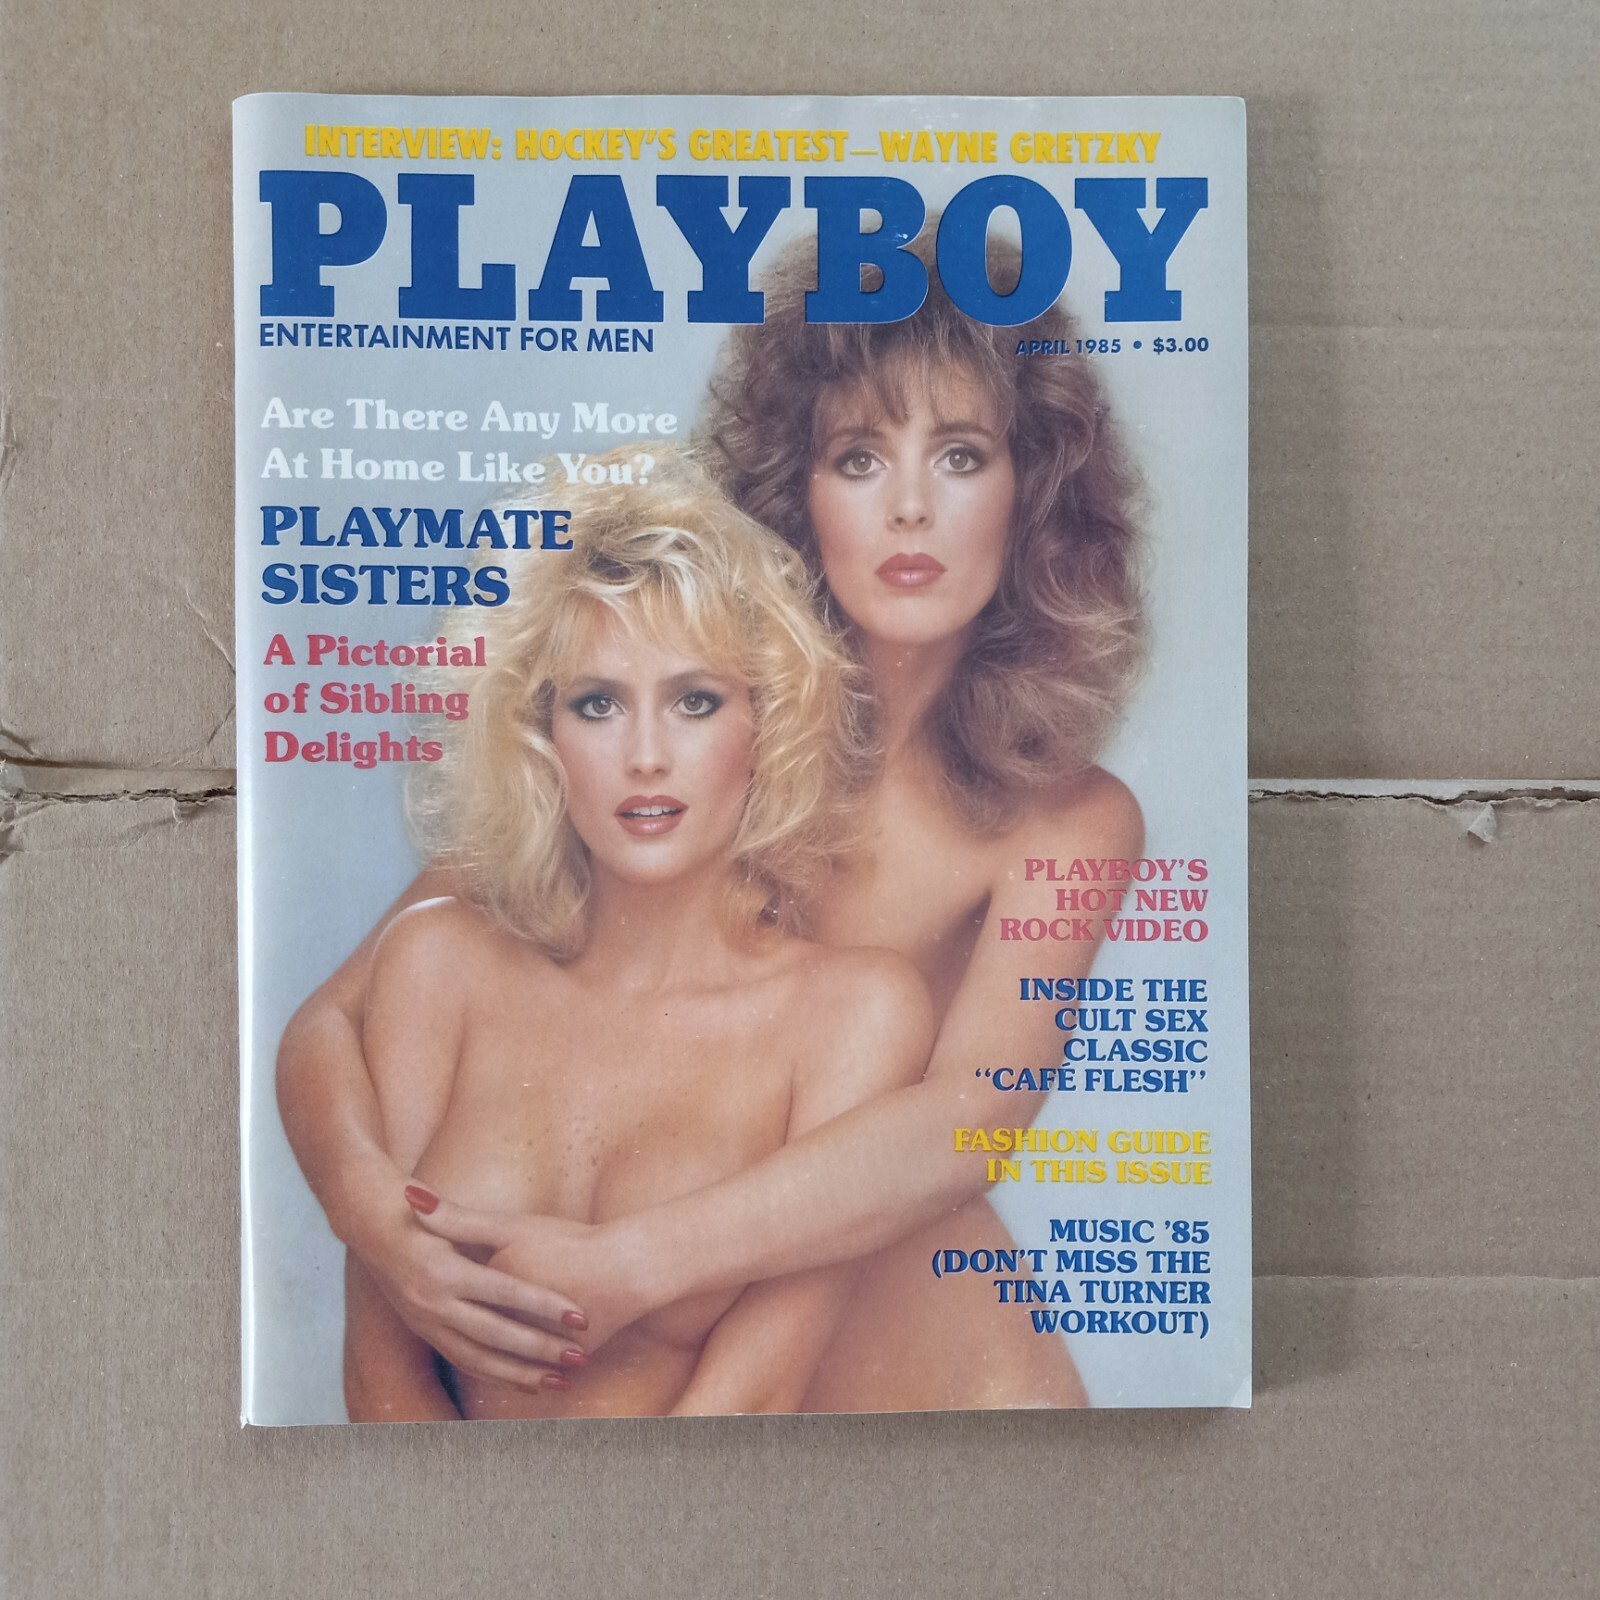 INTERVIEW: HOCKEY'S GREATEST—WAYNE GRETZKY
PLAYBOY
ENTERTAINMENT FOR MEN
APRIL 1985 • $3.00
Are There Any More
At Home Like You?
PLAYMATE
SISTERS
A Pictorial
of Sibling
Delights
PLAYBOY'S
HOT NEW
ROCK VIDEO
INSIDE THE
CULT SEX
CLASSIC
“CAFÉ FLESH”
FASHION GUIDE
IN THIS ISSUE
MUSIC ’85
(DON'T MISS THE
TINA TURNER
WORKOUT)